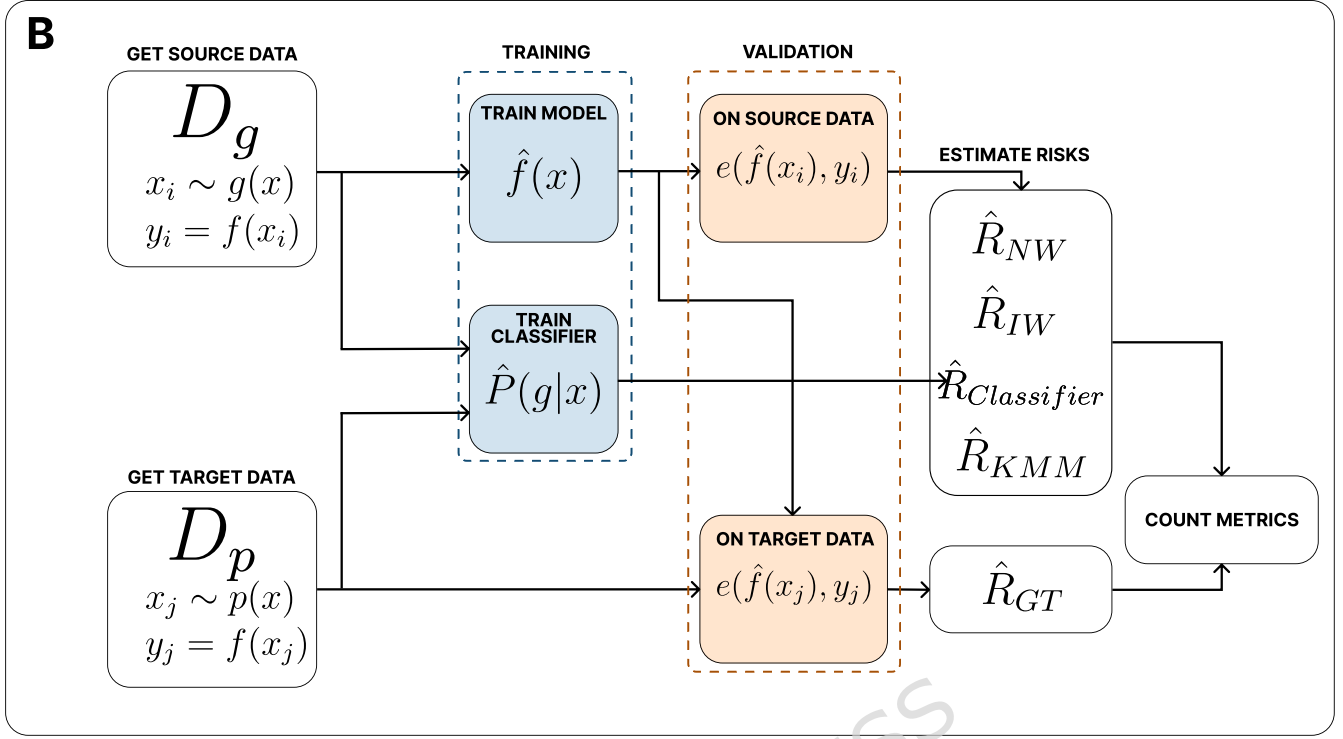 B
GET SOURCE DATA
D_g
x_i ∼ g(x)
y_i = f(x_i)
TRAINING
TRAIN MODEL
f̂(x)
TRAIN
CLASSIFIER
P̂(g|x)
VALIDATION
ON SOURCE DATA
e(f̂(x_i), y_i)
ESTIMATE RISKS
R̂_NW
R̂_IW
R̂_Classifier
R̂_KMM
GET TARGET DATA
D_p
x_j ∼ p(x)
y_j = f(x_j)
ON TARGET DATA
e(f̂(x_j), y_j)
R̂_GT
COUNT METRICS